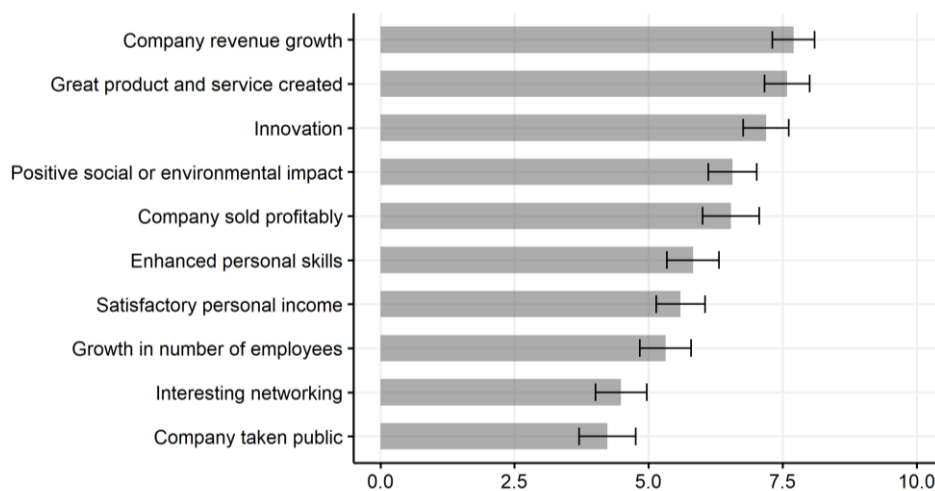 Company revenue growth
Great product and service created
Innovation
Positive social or environmental impact
Company sold profitably
Enhanced personal skills
Satisfactory personal income
Growth in number of employees
Interesting networking
Company taken public
0.0 2.5 5.0 7.5 10.0